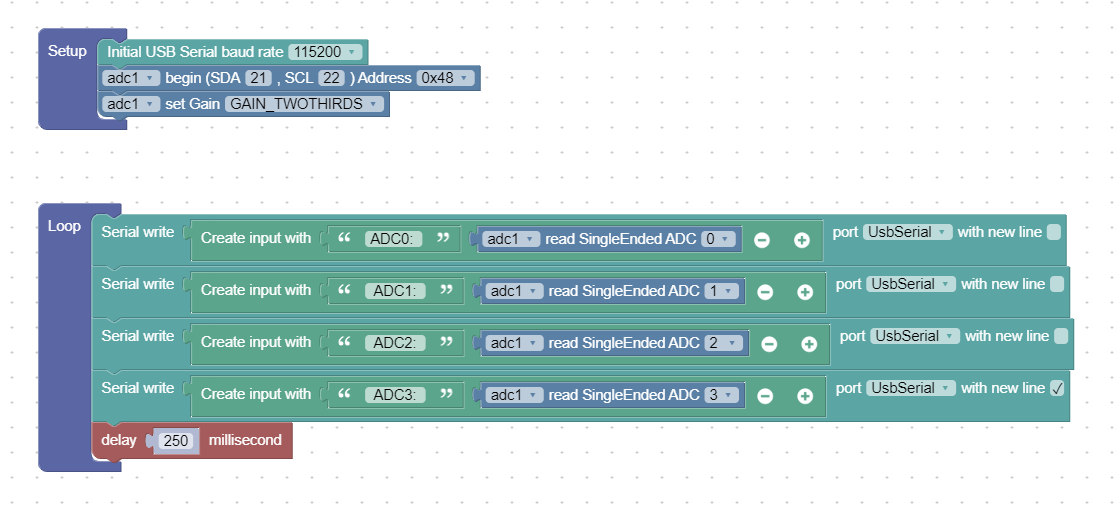 Setup
Initial USB Serial baud rate 115200
adc1 begin (SDA 21 , SCL 22 ) Address 0x48
adc1 set Gain GAIN_TWOTHIRDS
Loop
Serial write Create input with “ ADC0: ” adc1 read SingleEnded ADC 0 port UsbSerial with new line
Serial write Create input with “ ADC1: ” adc1 read SingleEnded ADC 1 port UsbSerial with new line
Serial write Create input with “ ADC2: ” adc1 read SingleEnded ADC 2 port UsbSerial with new line
Serial write Create input with “ ADC3: ” adc1 read SingleEnded ADC 3 port UsbSerial with new line ✓
delay 250 millisecond